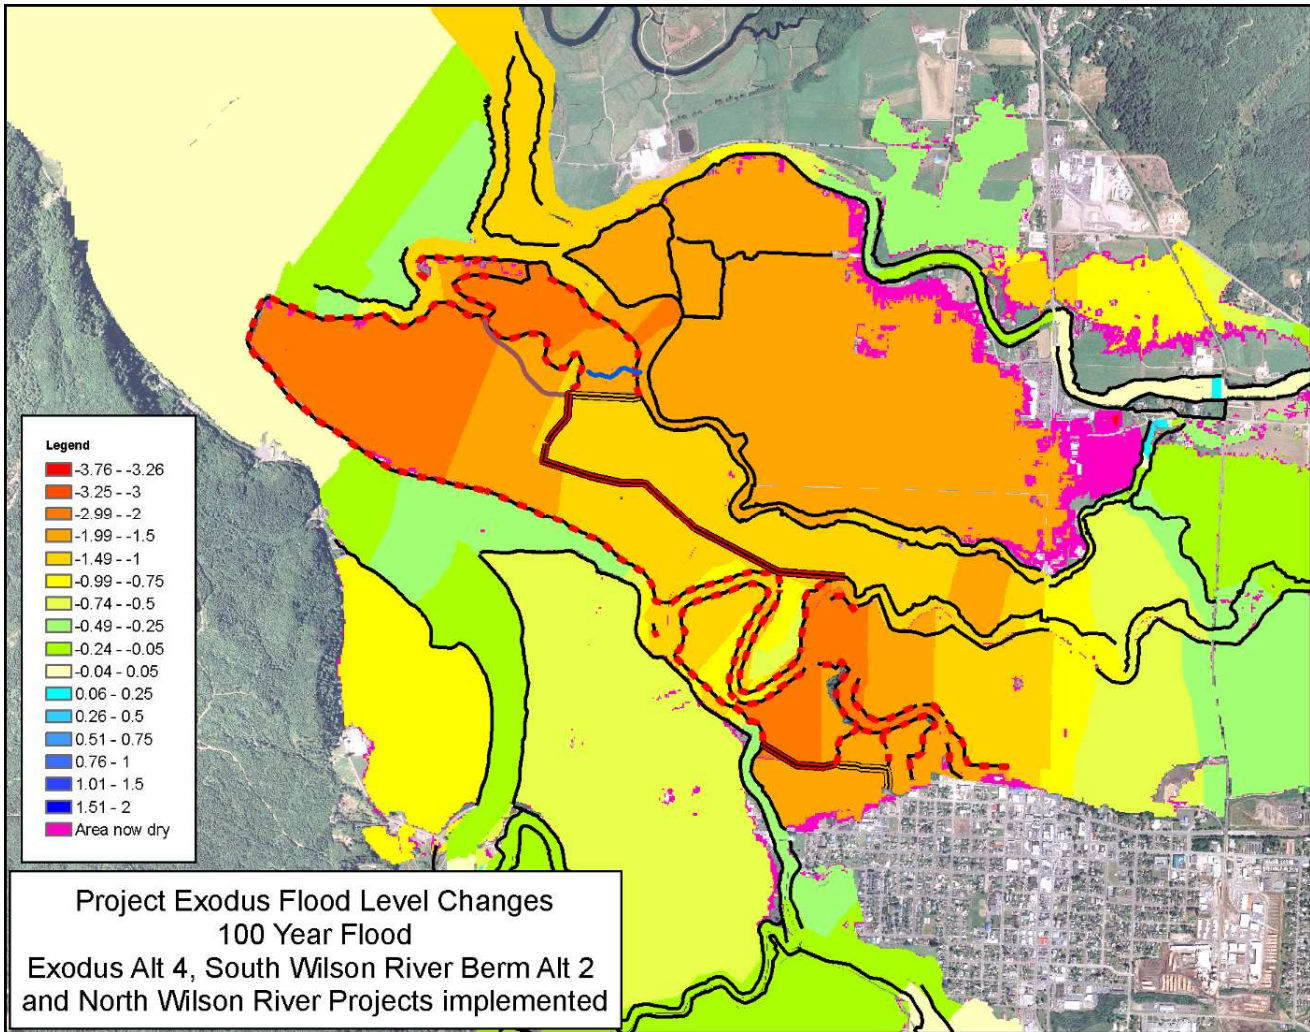 Legend
-3.76 - -3.26
-3.25 - -3
-2.99 - -2
-1.99 - -1.5
-1.49 - -1
-0.99 - -0.75
-0.74 - -0.5
-0.49 - -0.25
-0.24 - -0.05
-0.04 - 0.05
0.06 - 0.25
0.26 - 0.5
0.51 - 0.75
0.76 - 1
1.01 - 1.5
1.51 - 2
Area now dry
Project Exodus Flood Level Changes
100 Year Flood
Exodus Alt 4, South Wilson River Berm Alt 2
and North Wilson River Projects implemented